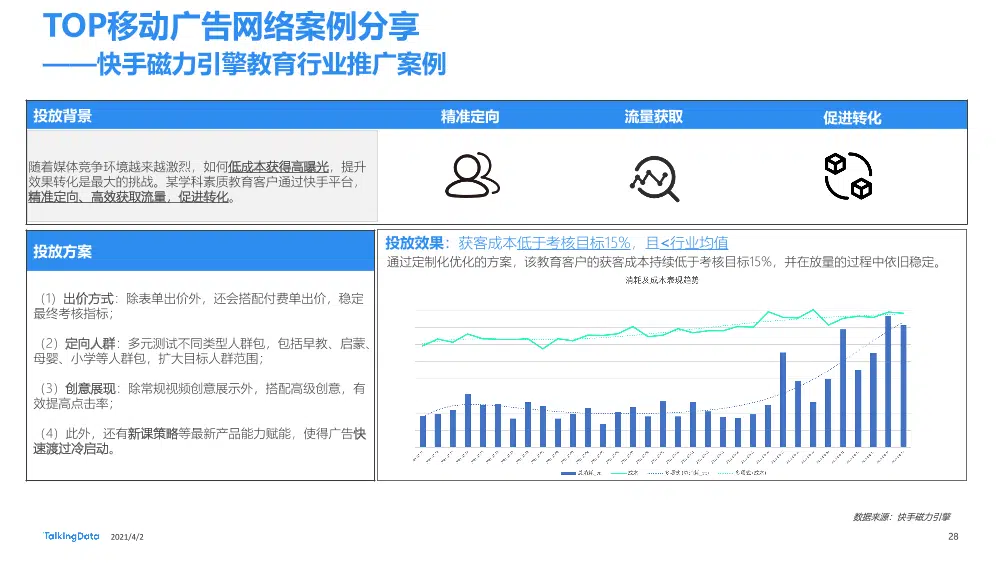 TOP移动广告网络案例分享
——快手磁力引擎教育行业推广案例
投放背景
精准定向
流量获取
促进转化
随着媒体竞争环境越来越激烈，如何低成本获得高曝光，提升
效果转化是最大的挑战。某学科素质教育客户通过快手平台，
精准定向、高效获取流量，促进转化。
投放方案
（1）出价方式：除表单出价外，还会搭配付费单出价，稳定
最终考核指标；
（2）定向人群：多元测试不同类型人群包，包括早教、启蒙、
母婴、小学等人群包，扩大目标人群范围；
（3）创意展现：除常规视频创意展示外，搭配高级创意，有
效提高点击率；
（4）此外，还有新课策略等最新产品能力赋能，使得广告快
速渡过冷启动。
投放效果：获客成本低于考核目标15%，且<行业均值
通过定制化优化的方案，该教育客户的获客成本持续低于考核目标15%，并在放量的过程中依旧稳定。
消耗及成本表现趋势
成本
数据来源：快手磁力引擎
TalkingData
2021/4/2
28